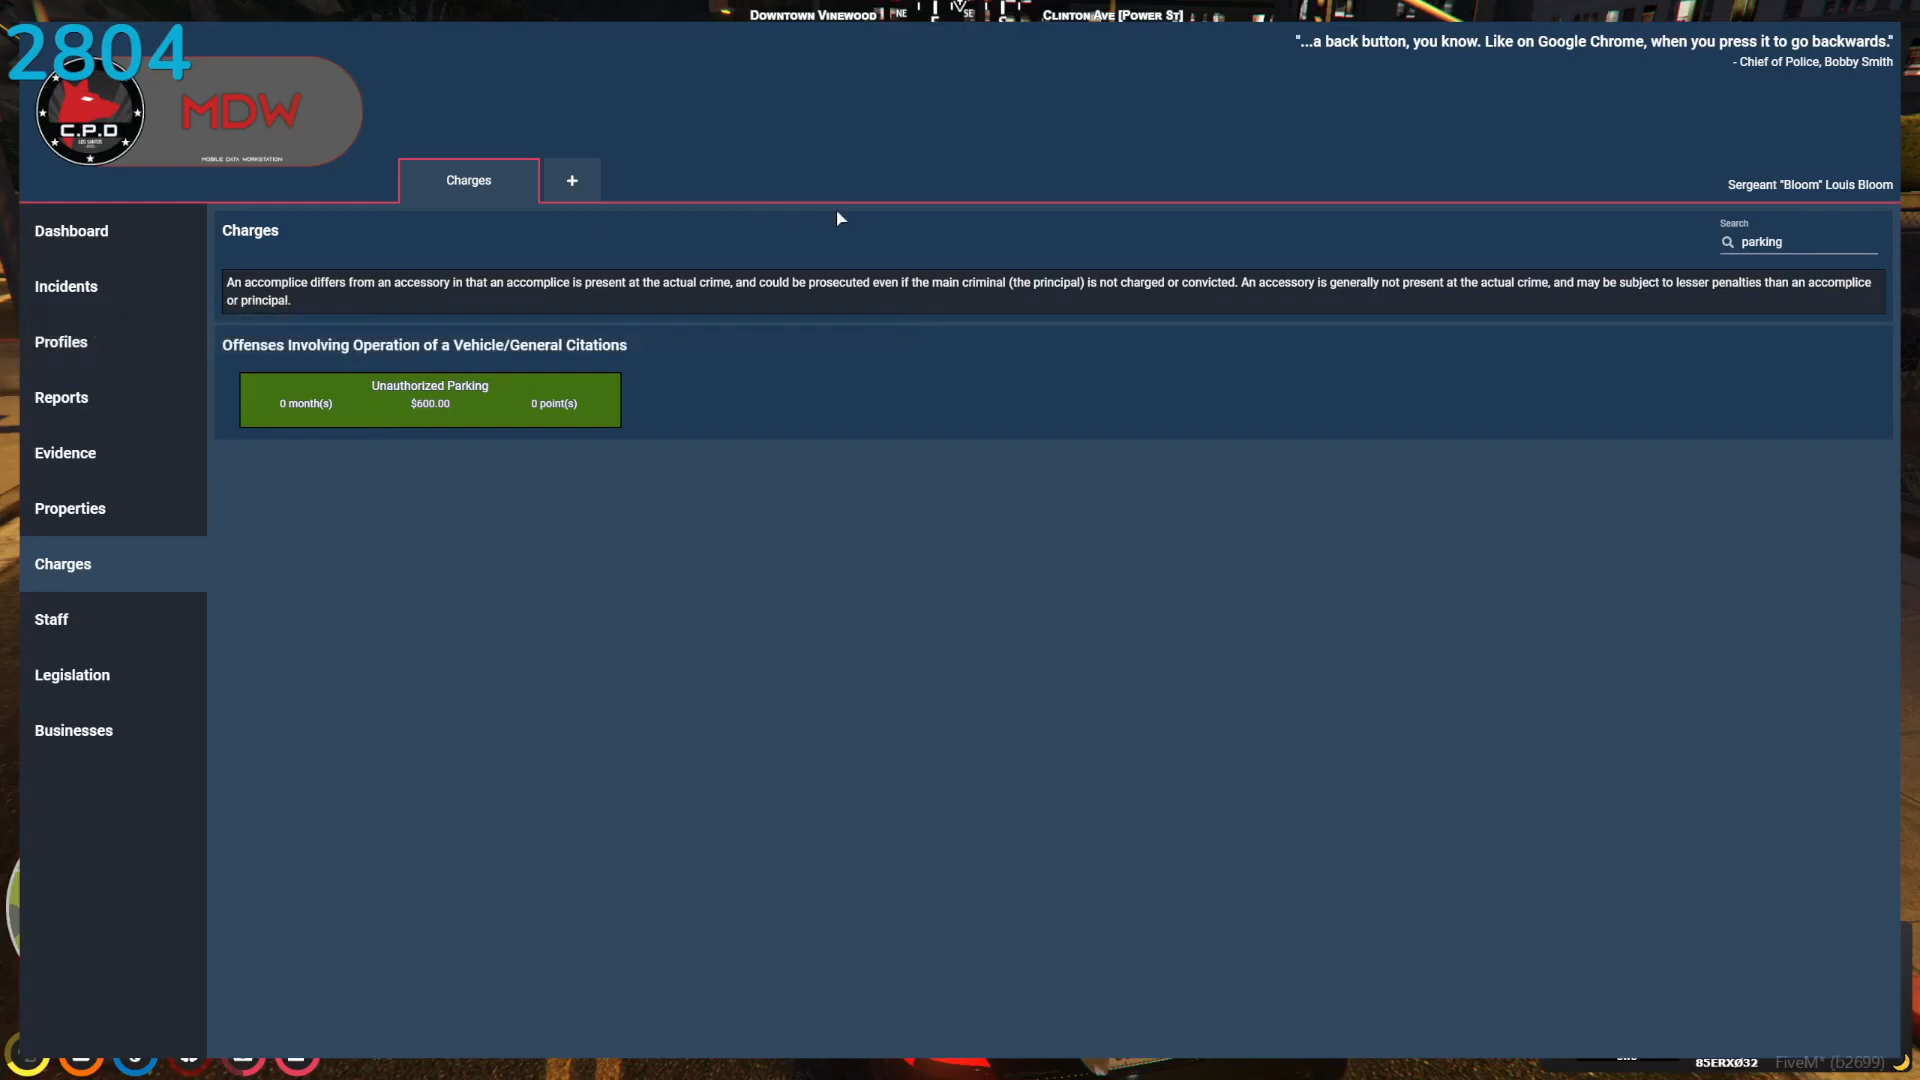 Downtown Vinewood
NE
SE
Clinton Ave [Power St]
2804
"...a back button, you know. Like on Google Chrome, when you press it to go backwards."
- Chief of Police, Bobby Smith
C.P.D
LOS SANTOS
MDW
MOBILE DATA WORKSTATION
Charges
+
Sergeant "Bloom" Louis Bloom
Dashboard
Incidents
Profiles
Reports
Evidence
Properties
Charges
Staff
Legislation
Businesses
Charges
Search
parking
An accomplice differs from an accessory in that an accomplice is present at the actual crime, and could be prosecuted even if the main criminal (the principal) is not charged or convicted. An accessory is generally not present at the actual crime, and may be subject to lesser penalties than an accomplice
or principal.
Offenses Involving Operation of a Vehicle/General Citations
Unauthorized Parking
0 month(s) $600.00 0 point(s)
85ERX032
FiveM* (b2699)